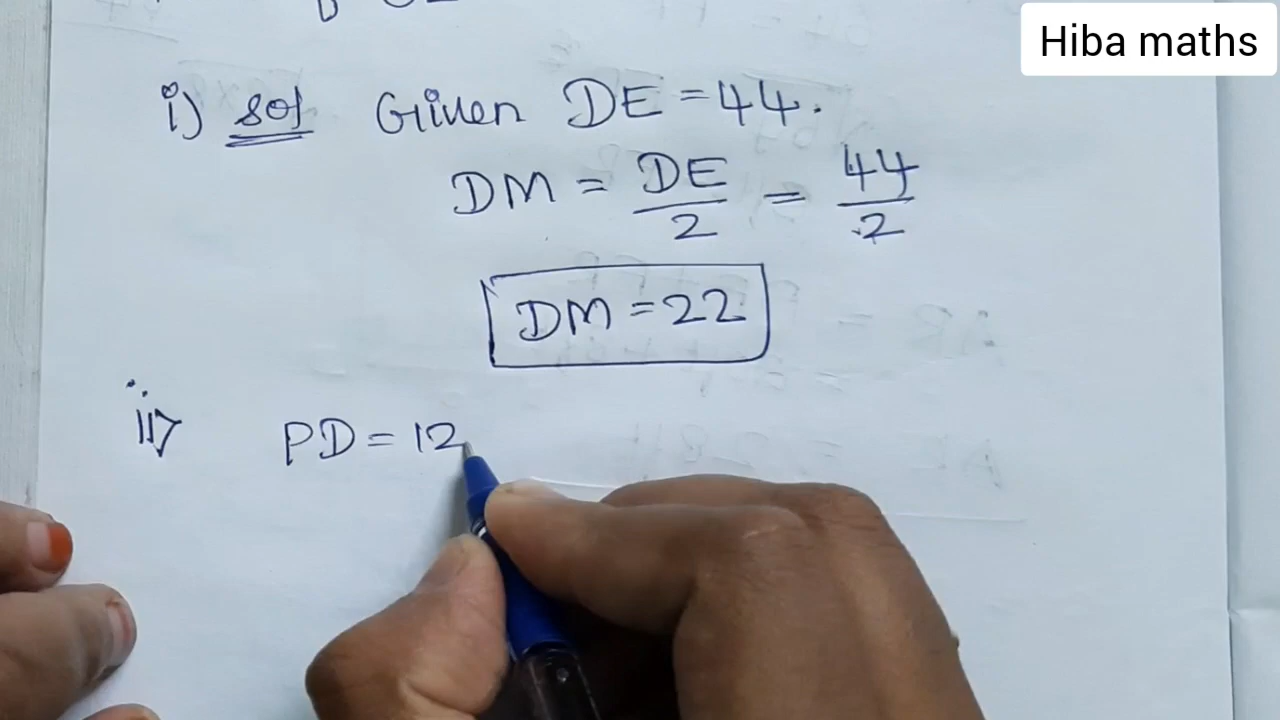 Hiba maths
i) sol Given DE = 44.
DM = DE/2 = 44/2
DM = 22
ii) PD = 12